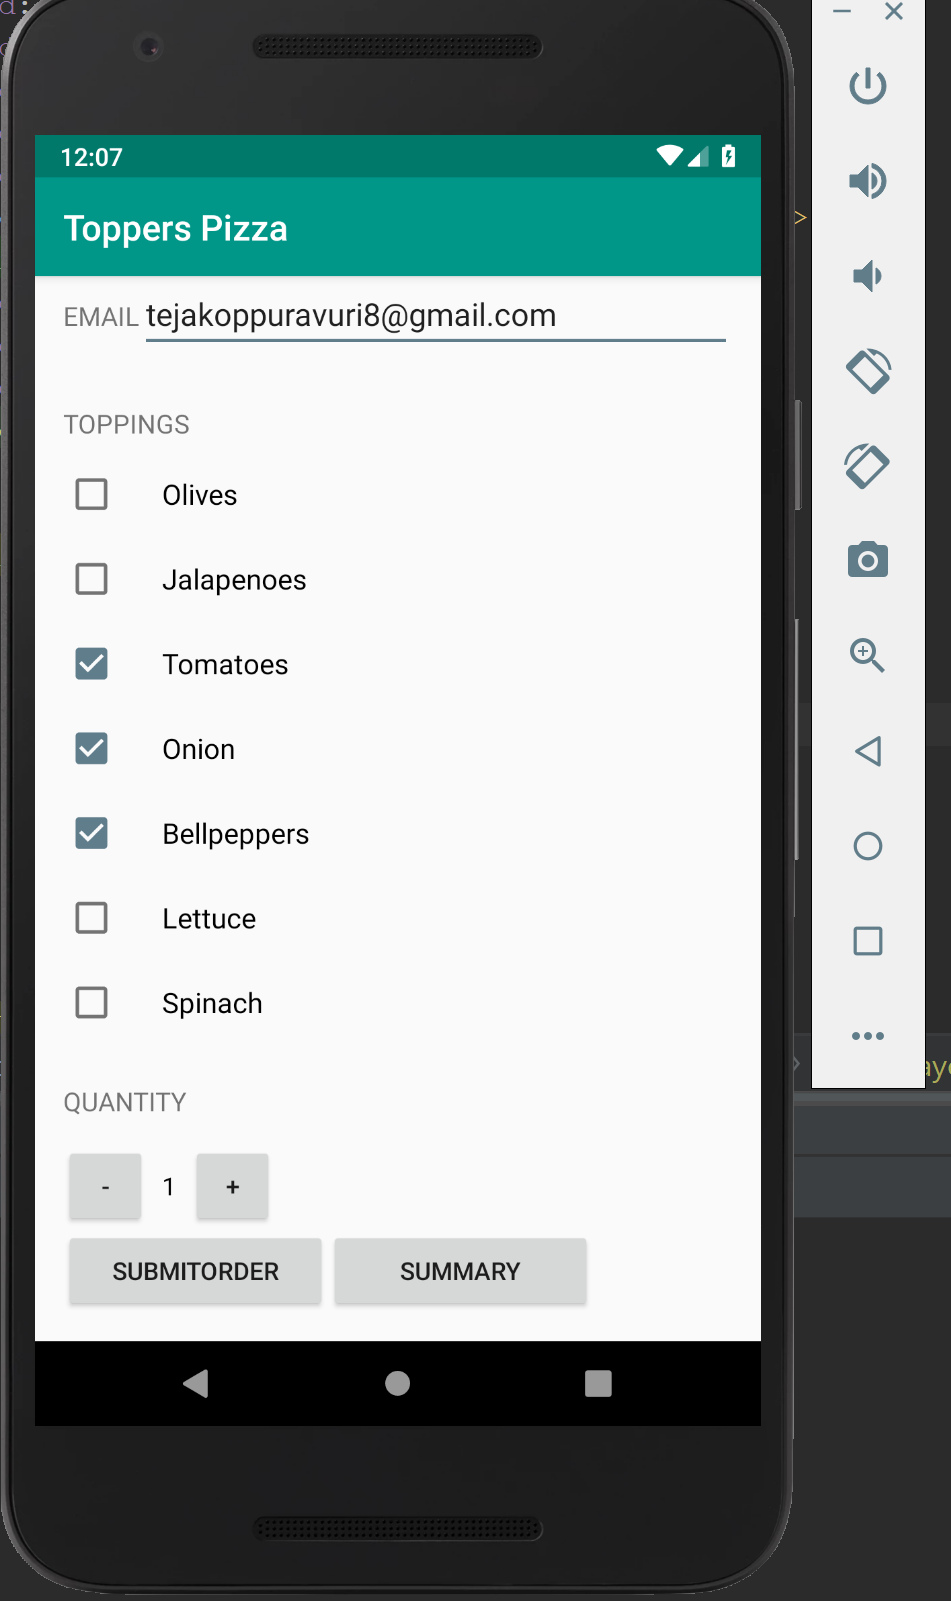 12:07
Toppers Pizza
EMAIL tejakoppuravuri8@gmail.com
TOPPINGS
Olives
Jalapenoes
Tomatoes
Onion
Bellpeppers
Lettuce
Spinach
QUANTITY
- 1 +
SUBMITORDER SUMMARY